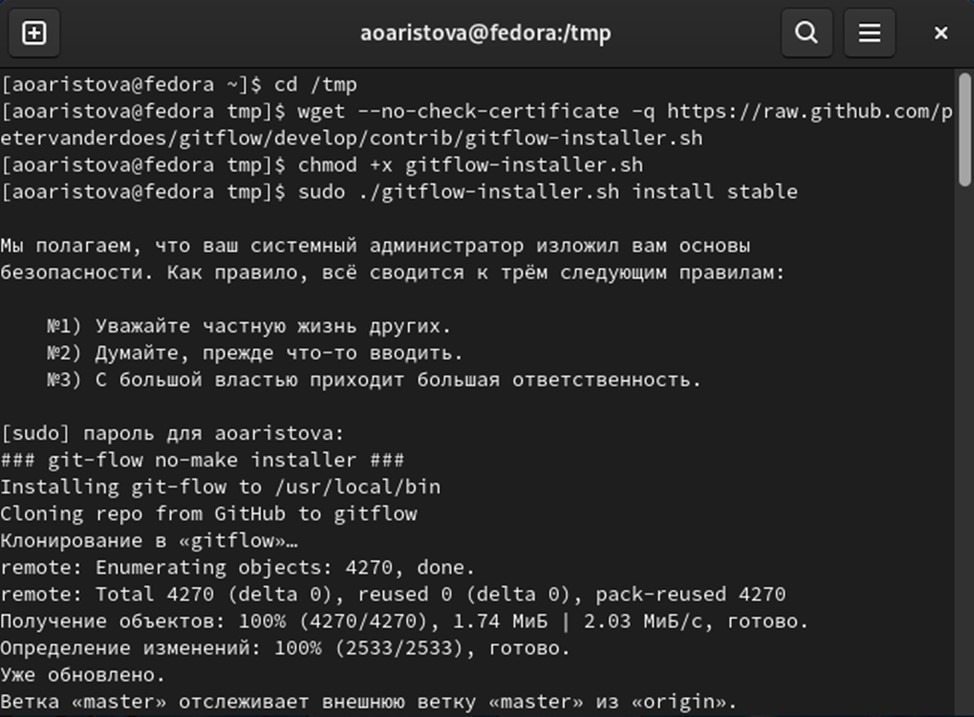 aoaristova@fedora:/tmp
[aoaristova@fedora ~]$ cd /tmp
[aoaristova@fedora tmp]$ wget --no-check-certificate -q https://raw.github.com/p
etervanderdoes/gitflow/develop/contrib/gitflow-installer.sh
[aoaristova@fedora tmp]$ chmod +x gitflow-installer.sh
[aoaristova@fedora tmp]$ sudo ./gitflow-installer.sh install stable
Мы полагаем, что ваш системный администратор изложил вам основы
безопасности. Как правило, всё сводится к трём следующим правилам:
№1) Уважайте частную жизнь других.
№2) Думайте, прежде что-то вводить.
№3) С большой властью приходит большая ответственность.
[sudo] пароль для aoaristova:
### git-flow no-make installer ###
Installing git-flow to /usr/local/bin
Cloning repo from GitHub to gitflow
Клонирование в «gitflow»…
remote: Enumerating objects: 4270, done.
remote: Total 4270 (delta 0), reused 0 (delta 0), pack-reused 4270
Получение объектов: 100% (4270/4270), 1.74 МиБ | 2.03 МиБ/с, готово.
Определение изменений: 100% (2533/2533), готово.
Уже обновлено.
Ветка «master» отслеживает внешнюю ветку «master» из «origin».